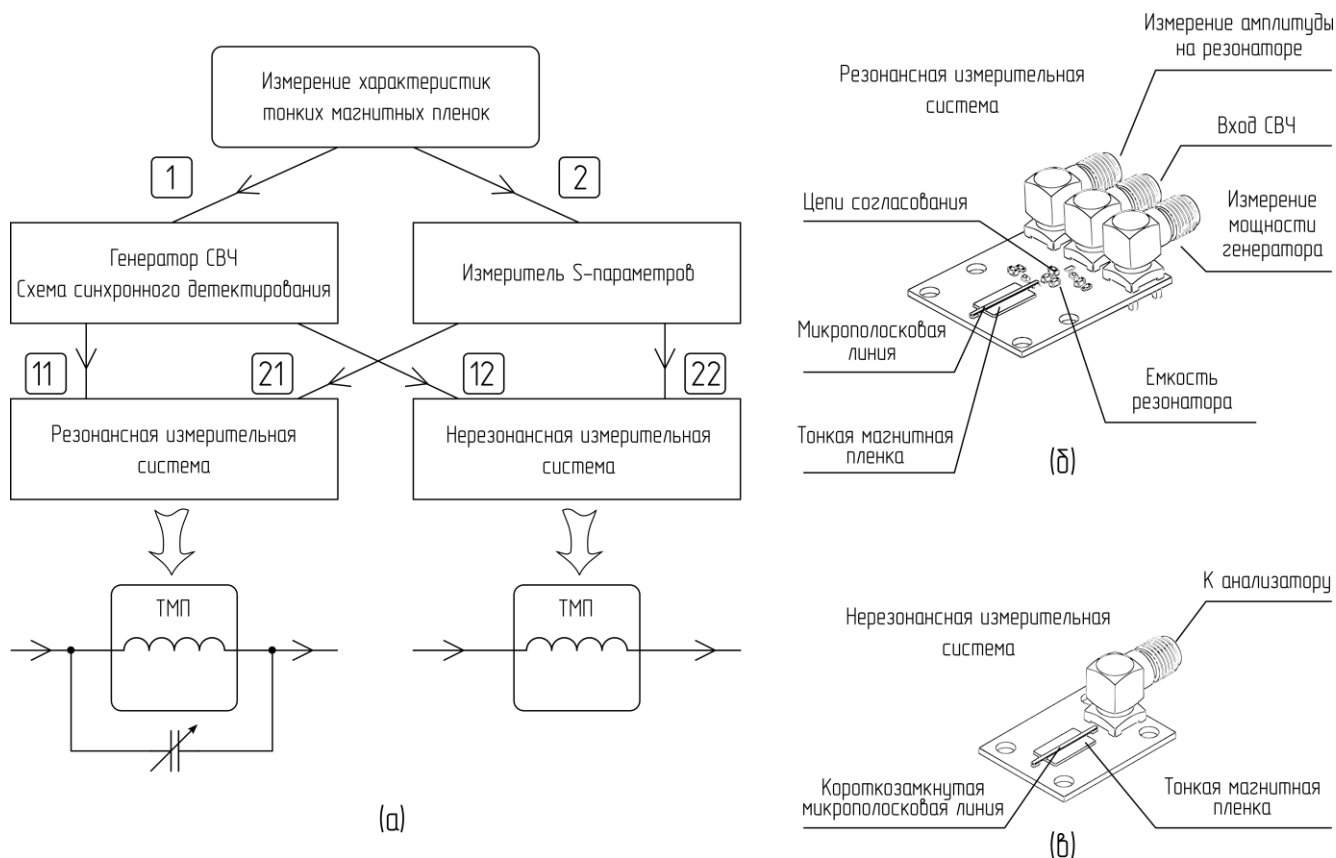 Измерение характеристик
тонких магнитных пленок
1
2
Генератор СВЧ
Схема синхронного детектирования
Измеритель S-параметров
11
21
12
22
Резонансная измерительная
система
Нерезонансная измерительная
система
ТМП
ТМП
(а)
Измерение амплитуды
на резонаторе
Резонансная измерительная
система
Вход СВЧ
Цепи согласования
Измерение
мощности
генератора
Микрополосковая
линия
Емкость
резонатора
Тонкая магнитная
пленка
(б)
К анализатору
Нерезонансная измерительная
система
Короткозамкнутая
микрополосковая линия
Тонкая магнитная
пленка
(в)